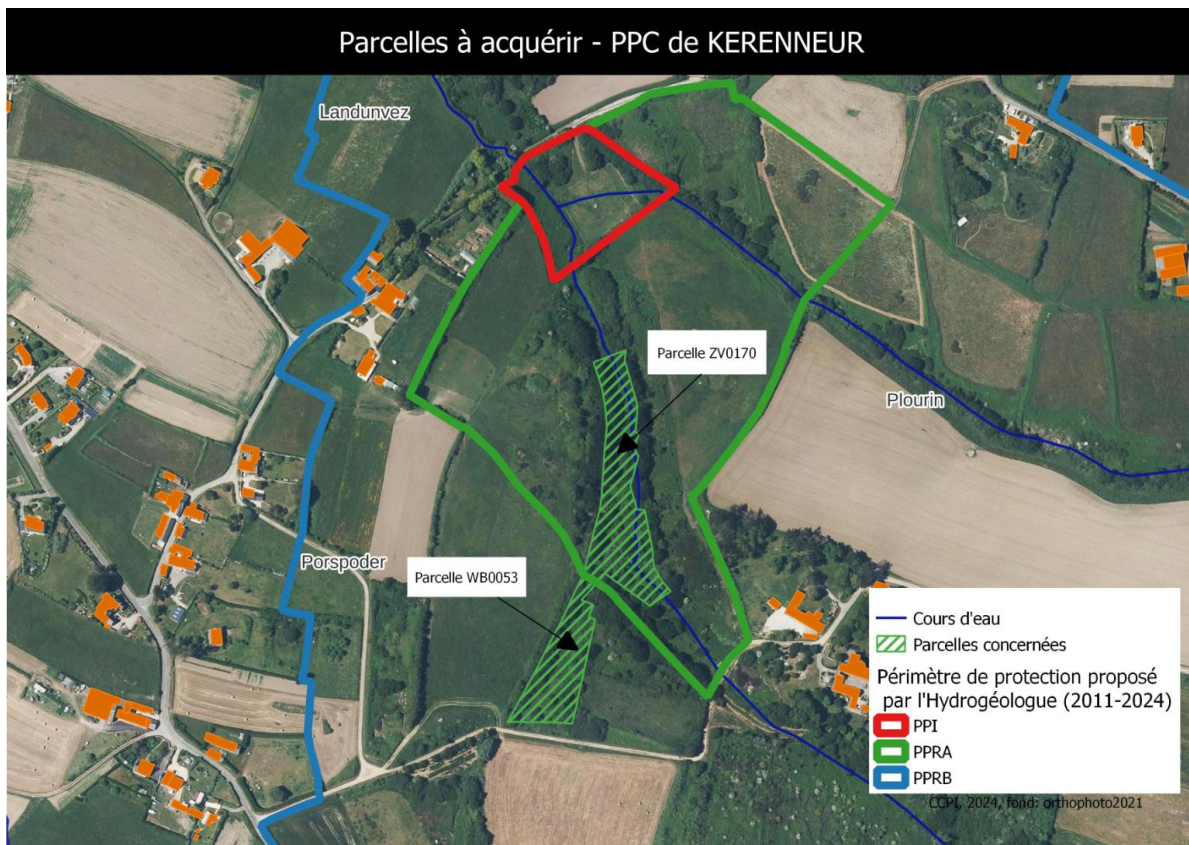 Parcelles à acquérir - PPC de KERENNEUR
Landunvez
Parcelle ZV0170
Plourin
Porspoder
Parcelle WB0053
Cours d'eau
Parcelles concernées
Périmètre de protection proposé
par l'Hydrogéologue (2011-2024)
PPI
PPRA
PPRB
CCPI, 2024, fond: orthophoto2021